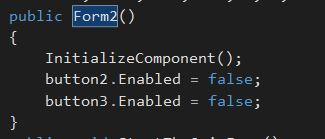 public Form2()
{
InitializeComponent();
button2.Enabled = false;
button3.Enabled = false;
}